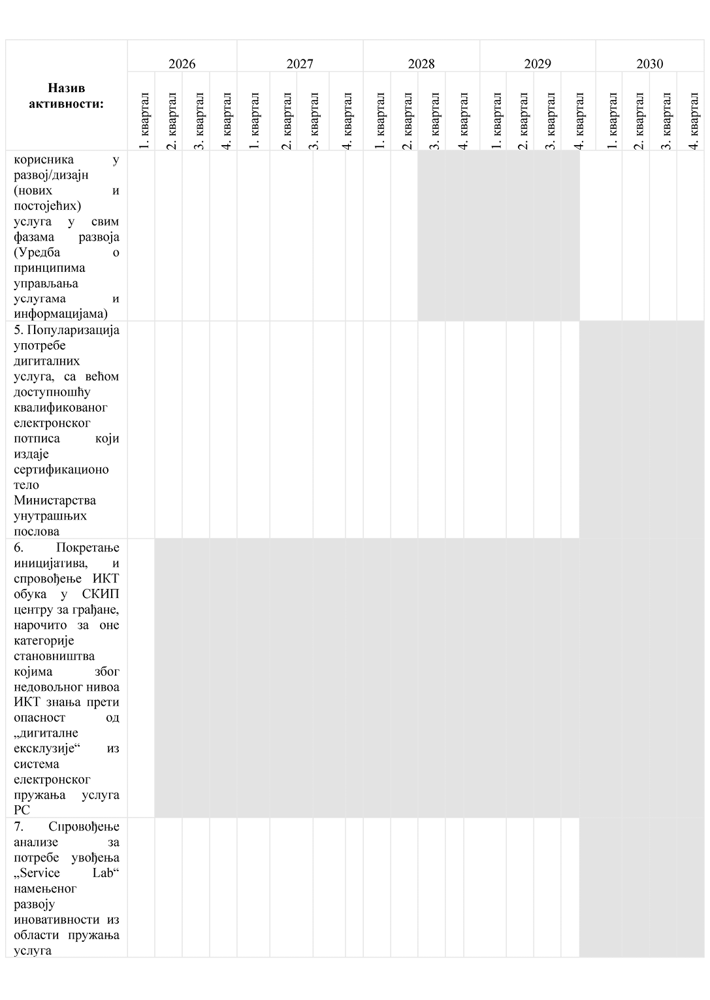 Назив
активности:
2026
2027
2028
2029
2030
1. квартал
2. квартал
3. квартал
4. квартал
1. квартал
2. квартал
3. квартал
4. квартал
1. квартал
2. квартал
3. квартал
4. квартал
1. квартал
2. квартал
3. квартал
4. квартал
1. квартал
2. квартал
3. квартал
4. квартал
корисника у
развој/дизајн
(нових и
постојећих)
услуга у свим
фазама развоја
(Уредба о
принципима
управљања
услугама и
информацијама)
5. Популаризација
употребе
дигиталних
услуга, са већом
доступношћу
квалификованог
електронског
потписа који
издаје
сертификационо
тело
Министарства
унутрашњих
послова
6. Покретање
иницијатива, и
спровођење ИКТ
обука у СКИП
центру за грађане,
нарочито за оне
категорије
становништва
којима због
недовољног нивоа
ИКТ знања прети
опасност од
„дигиталне
ексклузије“ из
система
електронског
пружања услуга
РС
7. Спровођење
анализе за
потребе увођења
„Service Lab“
намењеног
развоју
иновативности из
области пружања
услуга